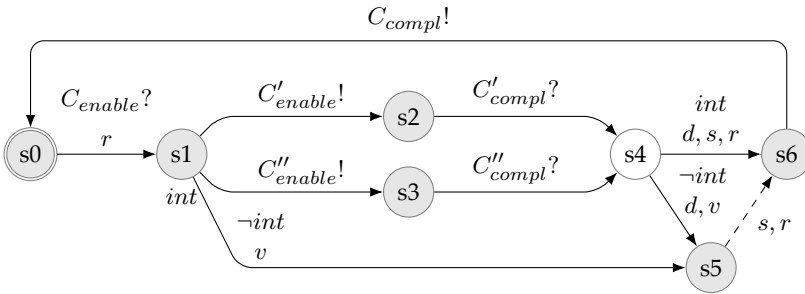 C_compl!
C_enable?
r
C'_enable!
C'_compl?
C''_enable!
C''_compl?
int
d, s, r
¬int
d, v
s, r
int
¬int
v
s0
s1
s2
s3
s4
s5
s6